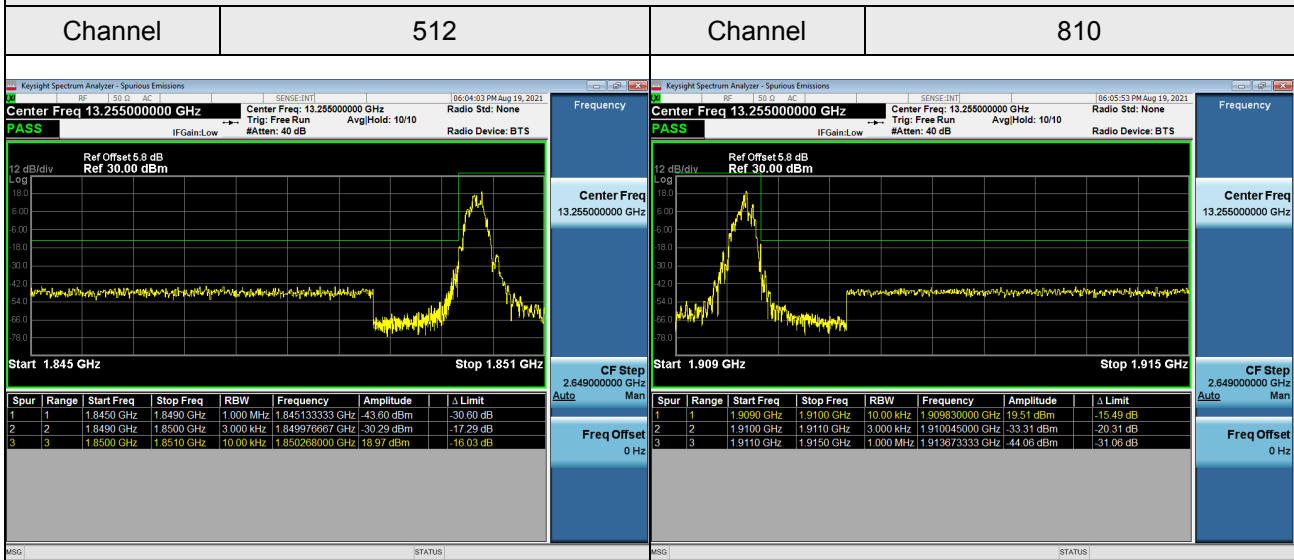 Channel 512 Channel 810
Keysight Spectrum Analyzer - Spurious Emissions
RF 50 Ω AC SENSE:INT 06:04:03 PM Aug 19, 2021
Center Freq 13.255000000 GHz Center Freq: 13.255000000 GHz Radio Std: None
Trig: Free Run Avg|Hold: 10/10
PASS IFGain:Low #Atten: 40 dB Radio Device: BTS
Ref Offset 5.8 dB
12 dB/div Ref 30.00 dBm
Log
18.0
6.00
-6.00
-18.0
-30.0
-42.0
-54.0
-66.0
-78.0
Start 1.845 GHz Stop 1.851 GHz
Spur Range Start Freq Stop Freq RBW Frequency Amplitude Δ Limit
1 1 1.8450 GHz 1.8490 GHz 1.000 MHz 1.845133333 GHz -43.60 dBm -30.60 dB
2 2 1.8490 GHz 1.8500 GHz 3.000 kHz 1.849976667 GHz -30.29 dBm -17.29 dB
3 3 1.8500 GHz 1.8510 GHz 10.00 kHz 1.850268000 GHz 18.97 dBm -16.03 dB
Frequency
Center Freq
13.255000000 GHz
CF Step
2.649000000 GHz
Auto Man
Freq Offset
0 Hz
MSG STATUS
Keysight Spectrum Analyzer - Spurious Emissions
RF 50 Ω AC SENSE:INT 06:05:53 PM Aug 19, 2021
Center Freq 13.255000000 GHz Center Freq: 13.255000000 GHz Radio Std: None
Trig: Free Run Avg|Hold: 10/10
PASS IFGain:Low #Atten: 40 dB Radio Device: BTS
Ref Offset 5.8 dB
12 dB/div Ref 30.00 dBm
Log
18.0
6.00
-6.00
-18.0
-30.0
-42.0
-54.0
-66.0
-78.0
Start 1.909 GHz Stop 1.915 GHz
Spur Range Start Freq Stop Freq RBW Frequency Amplitude Δ Limit
1 1 1.9090 GHz 1.9100 GHz 10.00 kHz 1.909830000 GHz 19.51 dBm -15.49 dB
2 2 1.9100 GHz 1.9110 GHz 3.000 kHz 1.910045000 GHz -33.31 dBm -20.31 dB
3 3 1.9110 GHz 1.9150 GHz 1.000 MHz 1.913673333 GHz -44.06 dBm -31.06 dB
Frequency
Center Freq
13.255000000 GHz
CF Step
2.649000000 GHz
Auto Man
Freq Offset
0 Hz
MSG STATUS